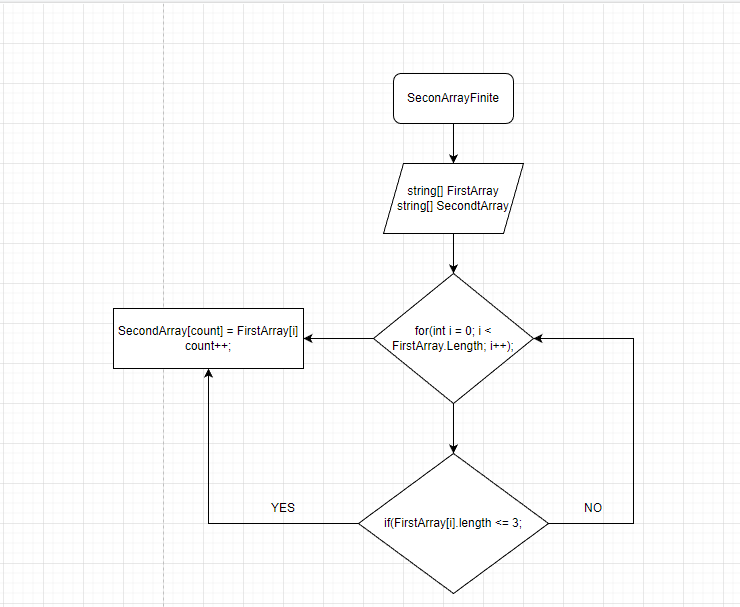 SeconArrayFinite
string[] FirstArray
string[] SecondtArray
for(int i = 0; i <
FirstArray.Length; i++);
SecondArray[count] = FirstArray[i]
count++;
YES
NO
if(FirstArray[i].length <= 3;